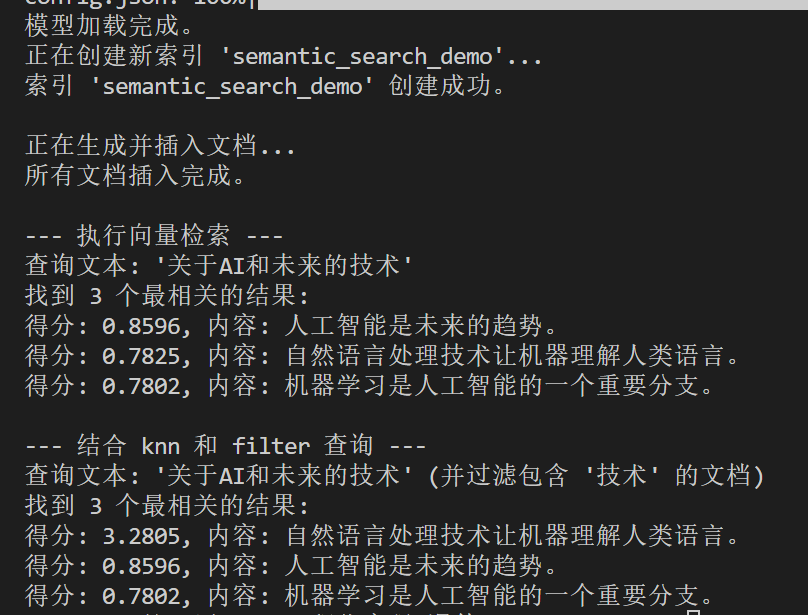 config.json: 100%|
模型加载完成。
正在创建新索引 'semantic_search_demo'...
索引 'semantic_search_demo' 创建成功。
正在生成并插入文档...
所有文档插入完成。
--- 执行向量检索 ---
查询文本: '关于AI和未来的技术'
找到 3 个最相关的结果:
得分: 0.8596, 内容: 人工智能是未来的趋势。
得分: 0.7825, 内容: 自然语言处理技术让机器理解人类语言。
得分: 0.7802, 内容: 机器学习是人工智能的一个重要分支。
--- 结合 knn 和 filter 查询 ---
查询文本: '关于AI和未来的技术' (并过滤包含 '技术' 的文档)
找到 3 个最相关的结果:
得分: 3.2805, 内容: 自然语言处理技术让机器理解人类语言。
得分: 0.8596, 内容: 人工智能是未来的趋势。
得分: 0.7802, 内容: 机器学习是人工智能的一个重要分支。